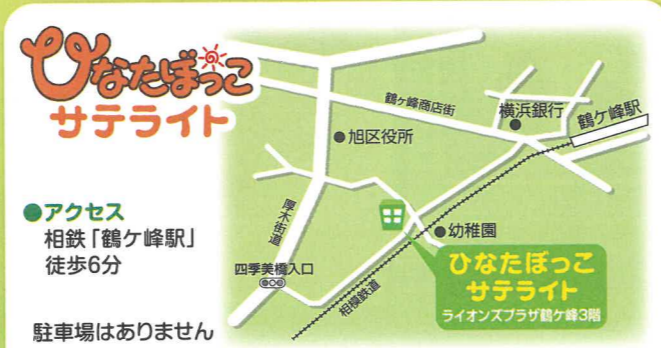 ひなたぼっこ
サテライト
●アクセス
相鉄「鶴ケ峰駅」
徒歩6分
駐車場はありません
鶴ケ峰商店街
横浜銀行
鶴ケ峰駅
旭区役所
厚木街道
幼稚園
四季美橋入口
相模鉄道
ひなたぼっこ
サテライト
ライオンズプラザ鶴ケ峰3階